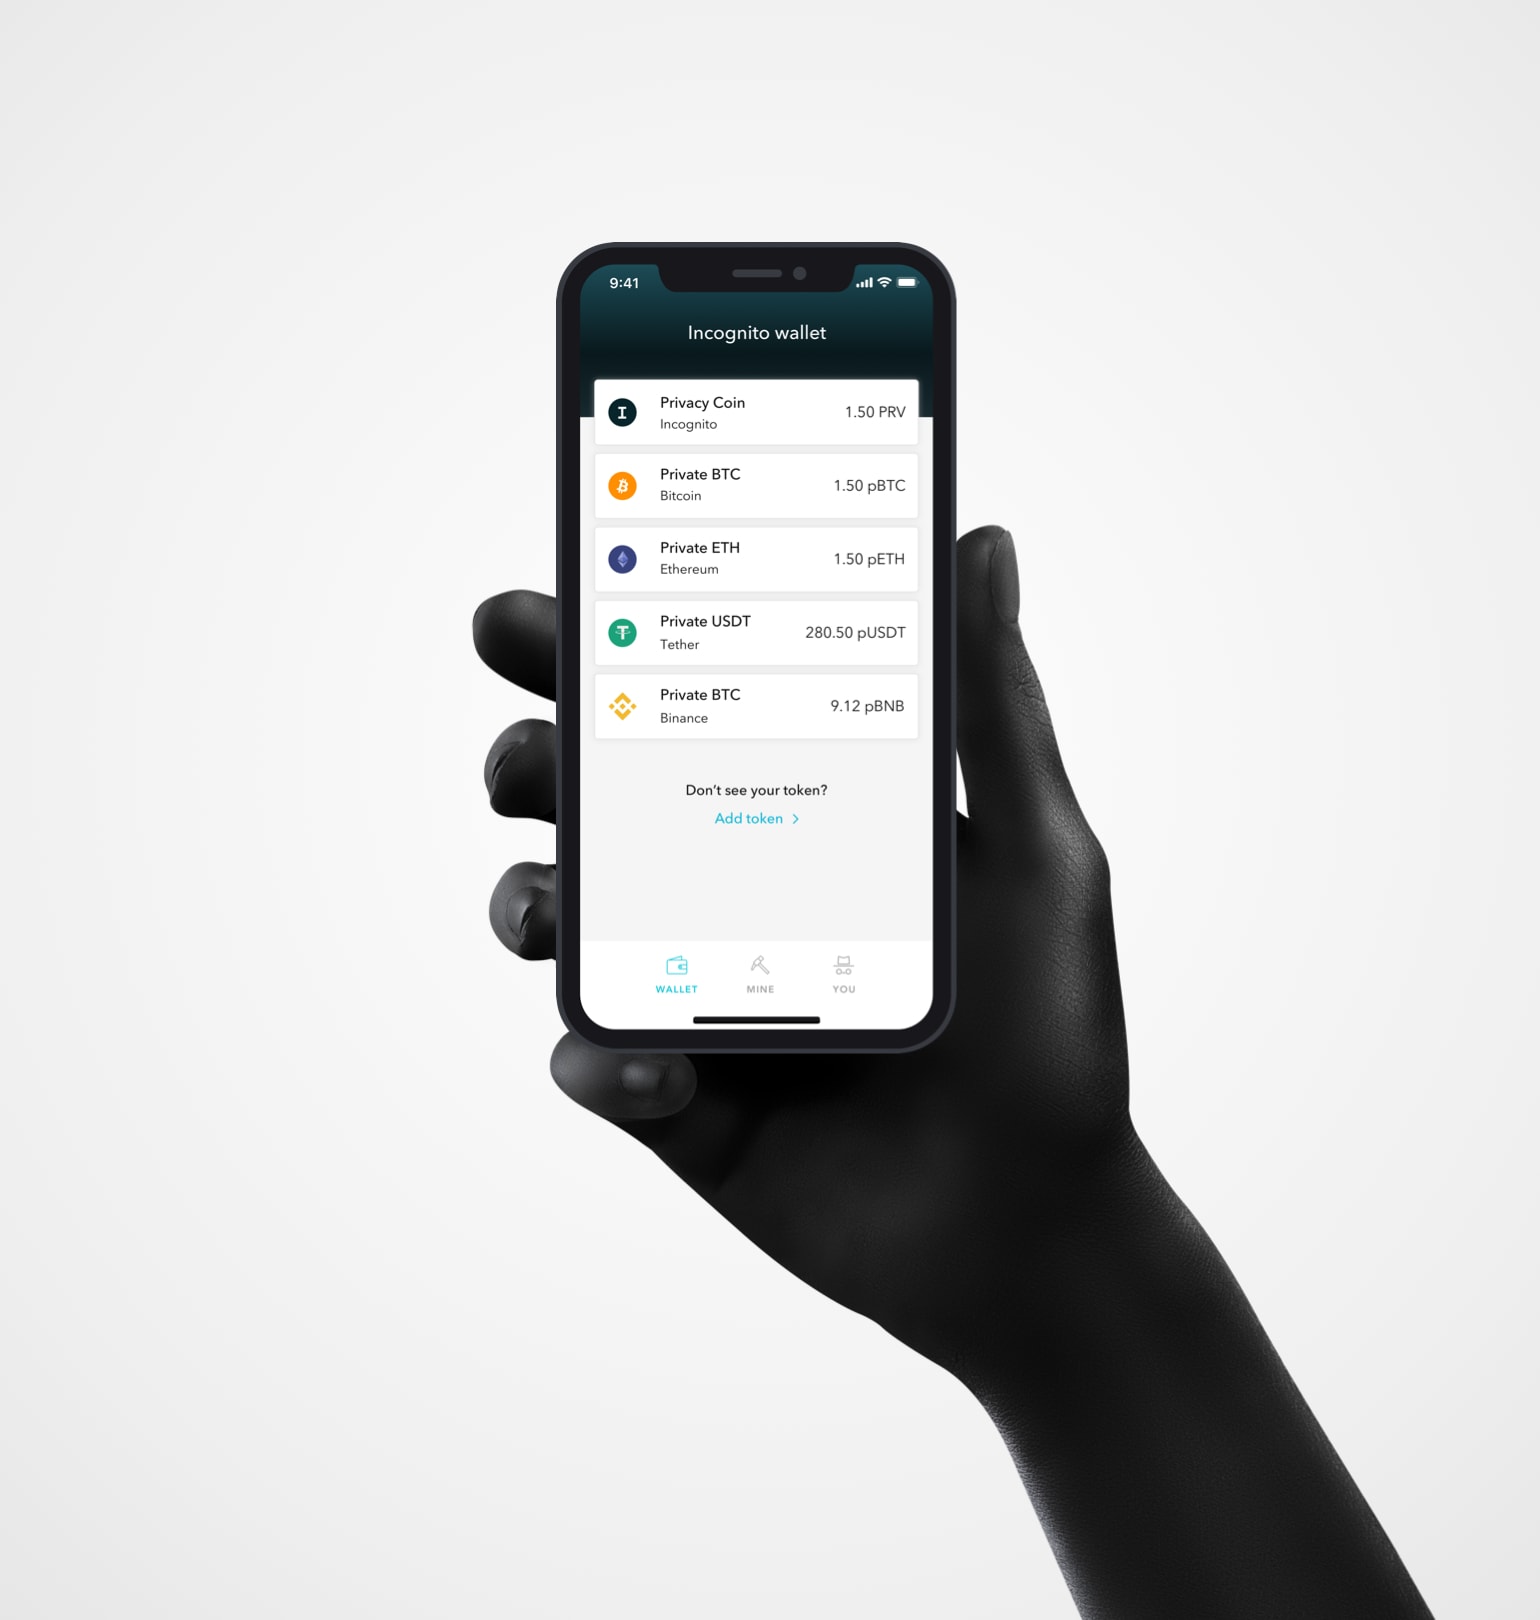 9:41
Incognito wallet
I
Privacy Coin
1.50 PRV
Incognito
Private BTC
1.50 pBTC
Bitcoin
Private ETH
1.50 pETH
Ethereum
Private USDT
280.50 pUSDT
Tether
Private BTC
9.12 pBNB
Binance
Don't see your token?
Add token >
WALLET MINE YOU